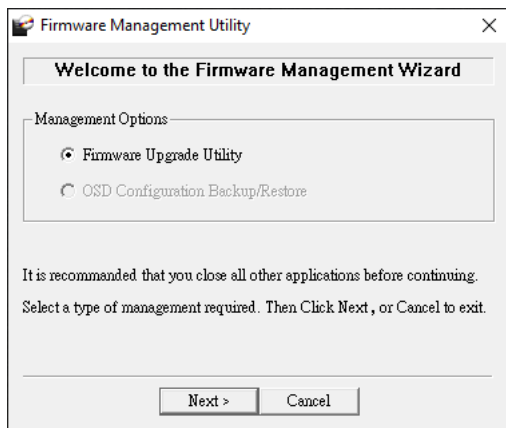 Firmware Management Utility
Welcome to the Firmware Management Wizard
Management Options
Firmware Upgrade Utility
OSD Configuration Backup/Restore
It is recommanded that you close all other applications before continuing.
Select a type of management required. Then Click Next , or Cancel to exit.
Next > Cancel